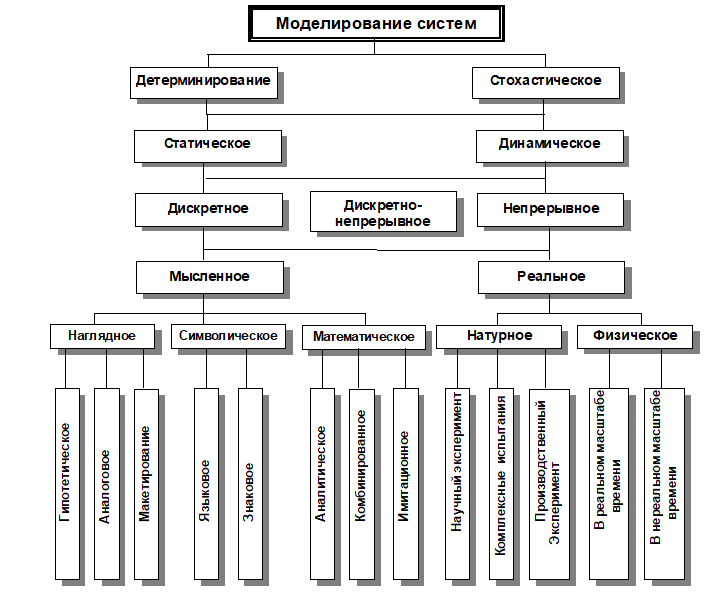 Моделирование систем
Детерминирование
Стохастическое
Статическое
Динамическое
Дискретное
Дискретно-
непрерывное
Непрерывное
Мысленное
Реальное
Наглядное
Символическое
Математическое
Натурное
Физическое
Гипотетическое
Аналоговое
Макетирование
Языковое
Знаковое
Аналитическое
Комбинированное
Имитационное
Научный эксперимент
Комплексные испытания
Производственный
Эксперимент
В реальном масштабе
времени
В нереальном масштабе
времени